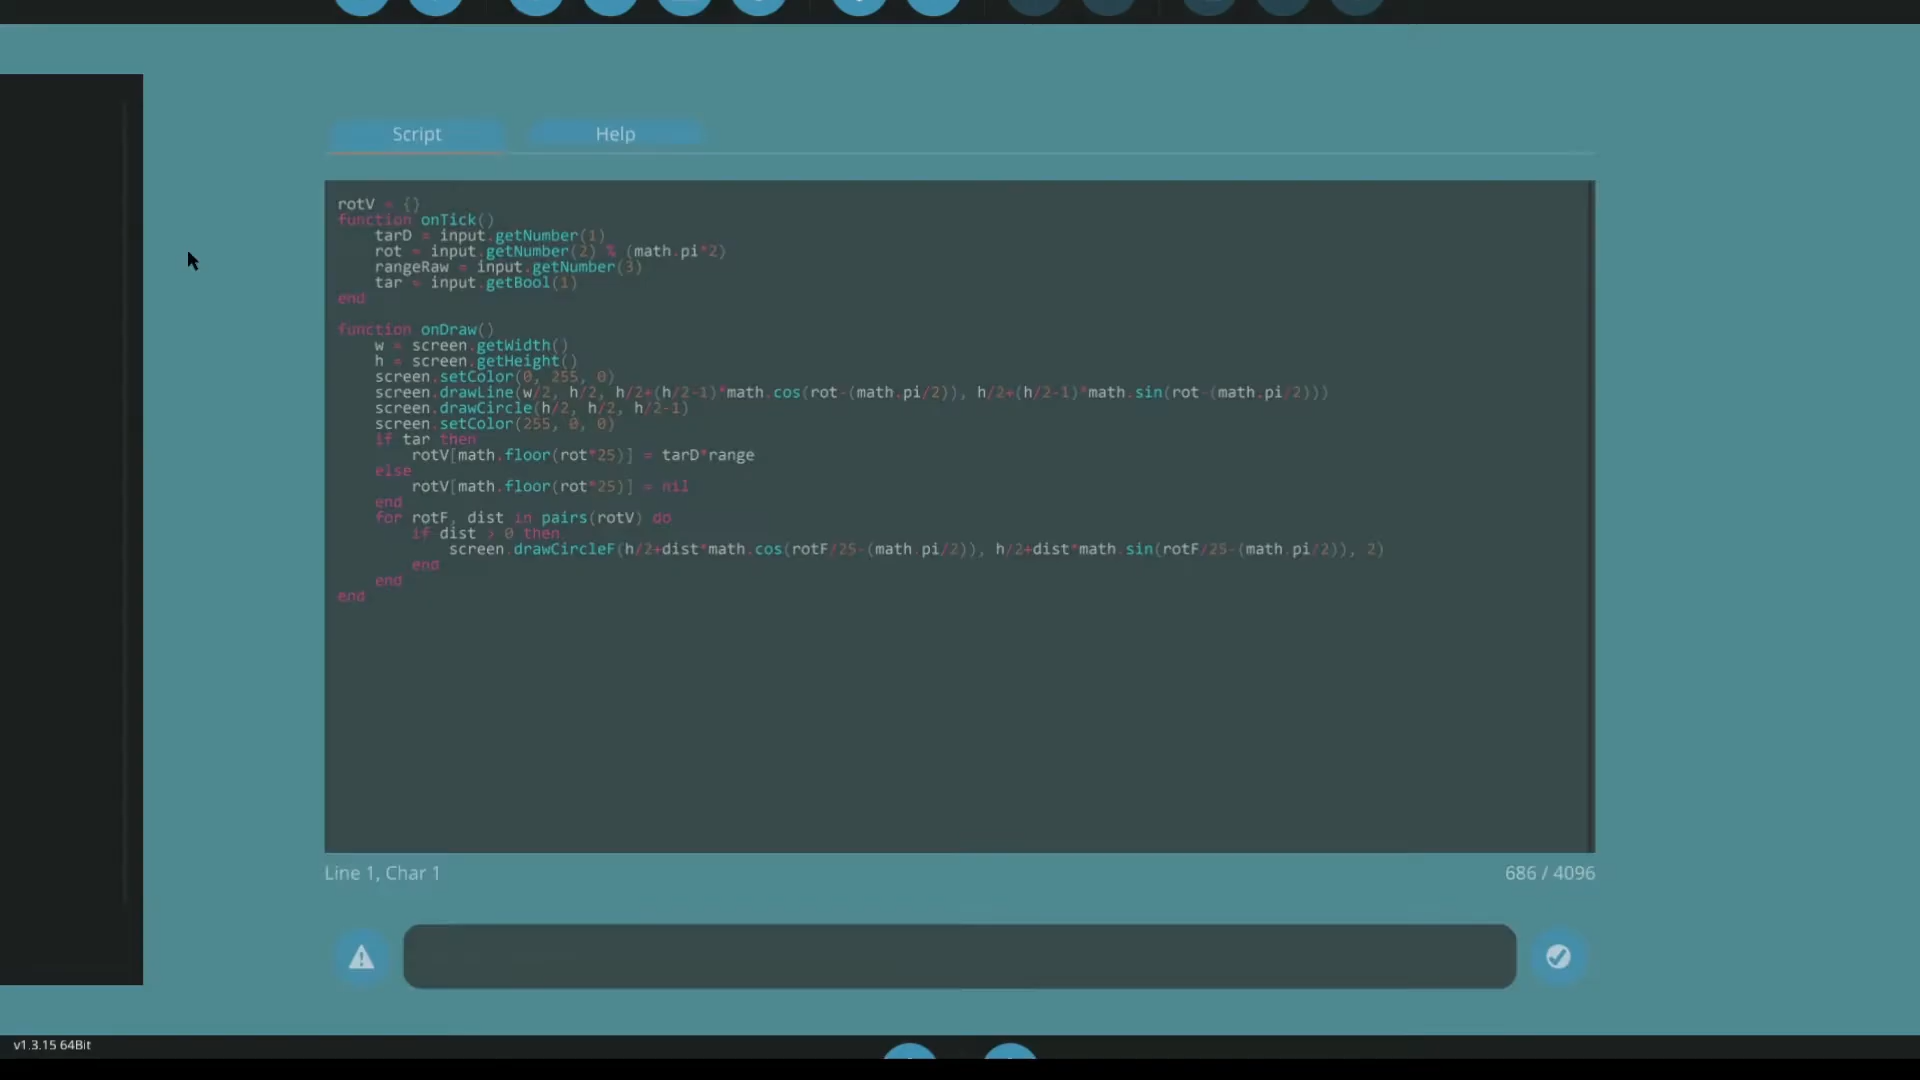 Script
Help
rotV = {}
function onTick()
    tarD = input.getNumber(1)
    rot = input.getNumber(2) % (math.pi*2)
    rangeRaw = input.getNumber(3)
    tar = input.getBool(1)
end

function onDraw()
    w = screen.getWidth()
    h = screen.getHeight()
    screen.setColor(0, 255, 0)
    screen.drawLine(w/2, h/2, h/2+(h/2-1)*math.cos(rot-(math.pi/2)), h/2+(h/2-1)*math.sin(rot-(math.pi/2)))
    screen.drawCircle(h/2, h/2, h/2-1)
    screen.setColor(255, 0, 0)
    if tar then
        rotV[math.floor(rot*25)] = tarD*range
    else
        rotV[math.floor(rot*25)] = nil
    end
    for rotF, dist in pairs(rotV) do
        if dist > 0 then
            screen.drawCircleF(h/2+dist*math.cos(rotF/25-(math.pi/2)), h/2+dist*math.sin(rotF/25-(math.pi/2)), 2)
        end
    end
end
Line 1, Char 1
686 / 4096
v1.3.15 64Bit